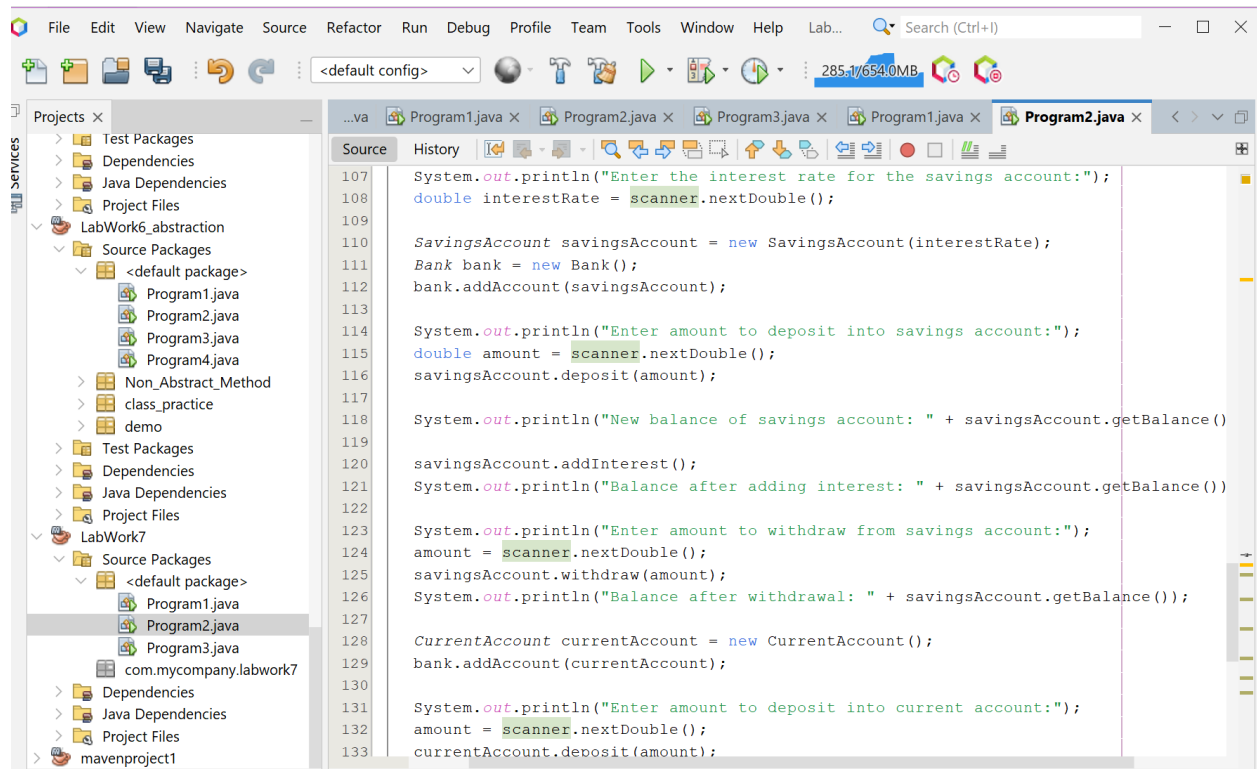 File Edit View Navigate Source Refactor Run Debug Profile Team Tools Window Help Lab... Search (Ctrl+I)
<default config> 285.1/654.0MB
Services
Projects
Test Packages
Dependencies
Java Dependencies
Project Files
LabWork6_abstraction
Source Packages
<default package>
Program1.java
Program2.java
Program3.java
Program4.java
Non_Abstract_Method
class_practice
demo
Test Packages
Dependencies
Java Dependencies
Project Files
LabWork7
Source Packages
<default package>
Program1.java
Program2.java
Program3.java
com.mycompany.labwork7
Dependencies
Java Dependencies
Project Files
mavenproject1
...va Program1.java Program2.java Program3.java Program1.java Program2.java
Source History
107 System.out.println("Enter the interest rate for the savings account:");
108 double interestRate = scanner.nextDouble();
109
110 SavingsAccount savingsAccount = new SavingsAccount(interestRate);
111 Bank bank = new Bank();
112 bank.addAccount(savingsAccount);
113
114 System.out.println("Enter amount to deposit into savings account:");
115 double amount = scanner.nextDouble();
116 savingsAccount.deposit(amount);
117
118 System.out.println("New balance of savings account: " + savingsAccount.getBalance()
119
120 savingsAccount.addInterest();
121 System.out.println("Balance after adding interest: " + savingsAccount.getBalance())
122
123 System.out.println("Enter amount to withdraw from savings account:");
124 amount = scanner.nextDouble();
125 savingsAccount.withdraw(amount);
126 System.out.println("Balance after withdrawal: " + savingsAccount.getBalance());
127
128 CurrentAccount currentAccount = new CurrentAccount();
129 bank.addAccount(currentAccount);
130
131 System.out.println("Enter amount to deposit into current account:");
132 amount = scanner.nextDouble();
133 currentAccount.deposit(amount);